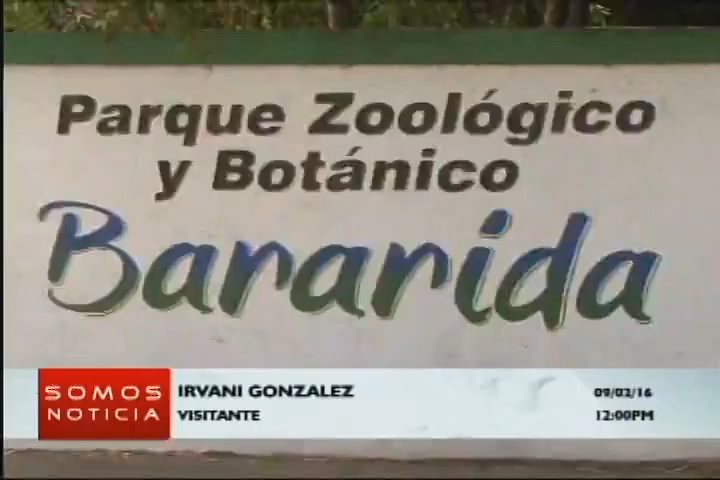 Parque Zoológico
y Botánico
Bararida
SOMOS
NOTICIA
IRVANI GONZALEZ
VISITANTE
09/02/16
12:00PM